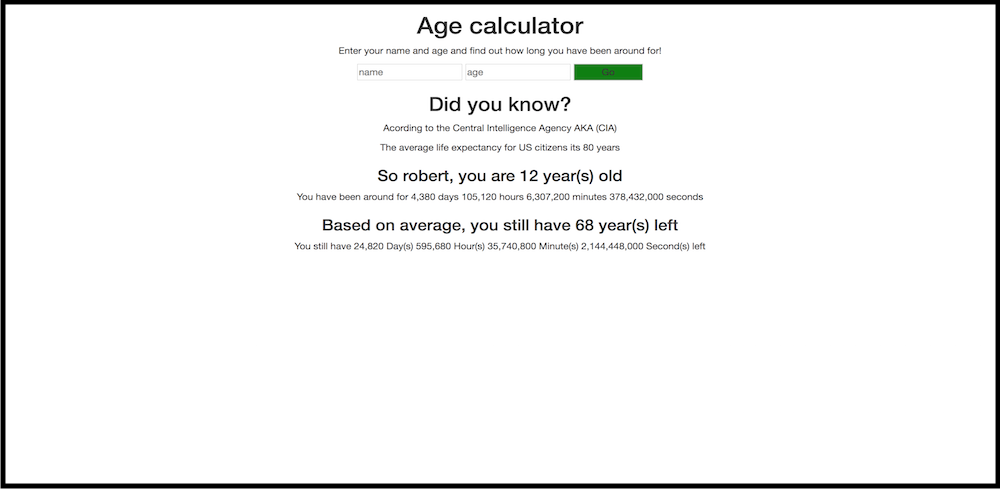 Age calculator
Enter your name and age and find out how long you have been around for!
name age Go
Did you know?
Acording to the Central Intelligence Agency AKA (CIA)
The average life expectancy for US citizens its 80 years
So robert, you are 12 year(s) old
You have been around for 4,380 days 105,120 hours 6,307,200 minutes 378,432,000 seconds
Based on average, you still have 68 year(s) left
You still have 24,820 Day(s) 595,680 Hour(s) 35,740,800 Minute(s) 2,144,448,000 Second(s) left